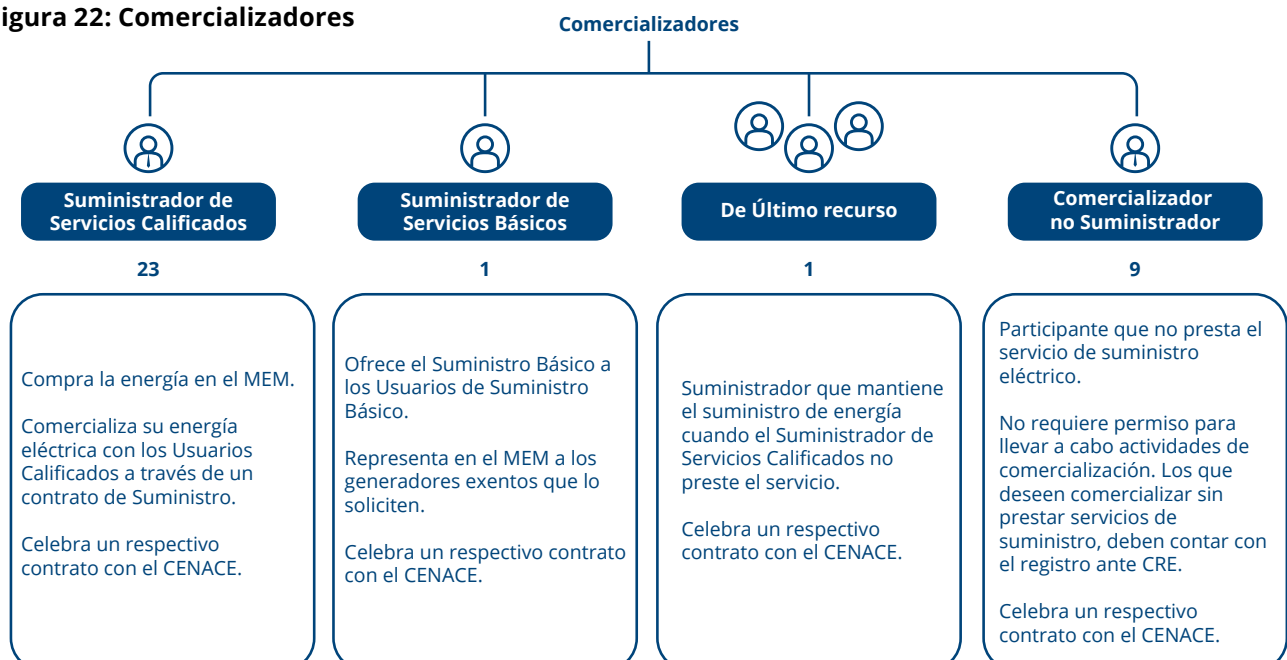 igura 22: Comercializadores
Comercializadores
Suministrador de
Servicios Calificados
23
Compra la energía en el MEM.
Comercializa su energía
eléctrica con los Usuarios
Calificados a través de un
contrato de Suministro.
Celebra un respectivo
contrato con el CENACE.
Suministrador de
Servicios Básicos
1
Ofrece el Suministro Básico a
los Usuarios de Suministro
Básico.
Representa en el MEM a los
generadores exentos que lo
soliciten.
Celebra un respectivo contrato
con el CENACE.
De Último recurso
1
Suministrador que mantiene
el suministro de energía
cuando el Suministrador de
Servicios Calificados no
preste el servicio.
Celebra un respectivo
contrato con el CENACE.
Comercializador
no Suministrador
9
Participante que no presta el
servicio de suministro
eléctrico.
No requiere permiso para
llevar a cabo actividades de
comercialización. Los que
deseen comercializar sin
prestar servicios de
suministro, deben contar con
el registro ante CRE.
Celebra un respectivo
contrato con el CENACE.